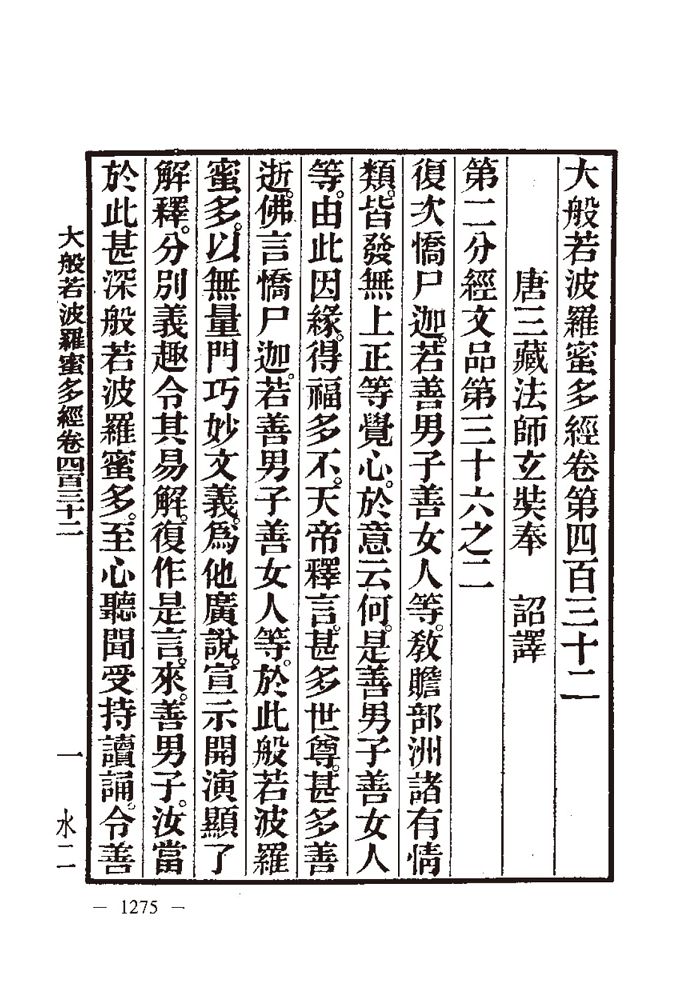 大般若波羅蜜多經卷第四百三十二
唐三藏法師玄奘奉　詔譯
第二分經文品第三十六之二
復次憍尸迦。若善男子善女人等。敎贍部洲諸有情
類。皆發無上正等覺心。於意云何。是善男子善女人
等。由此因緣。得福多不。天帝釋言。甚多世尊。甚多善
逝。佛言憍尸迦。若善男子善女人等。於此般若波羅
蜜多。以無量門巧妙文義。爲他廣說。宣示開演顯了
解釋。分別義趣令其易解。復作是言。來。善男子。汝當
於此甚深般若波羅蜜多。至心聽聞受持讀誦。令善
大般若波羅蜜多經卷四百三十二
一　水二
— 1275 —